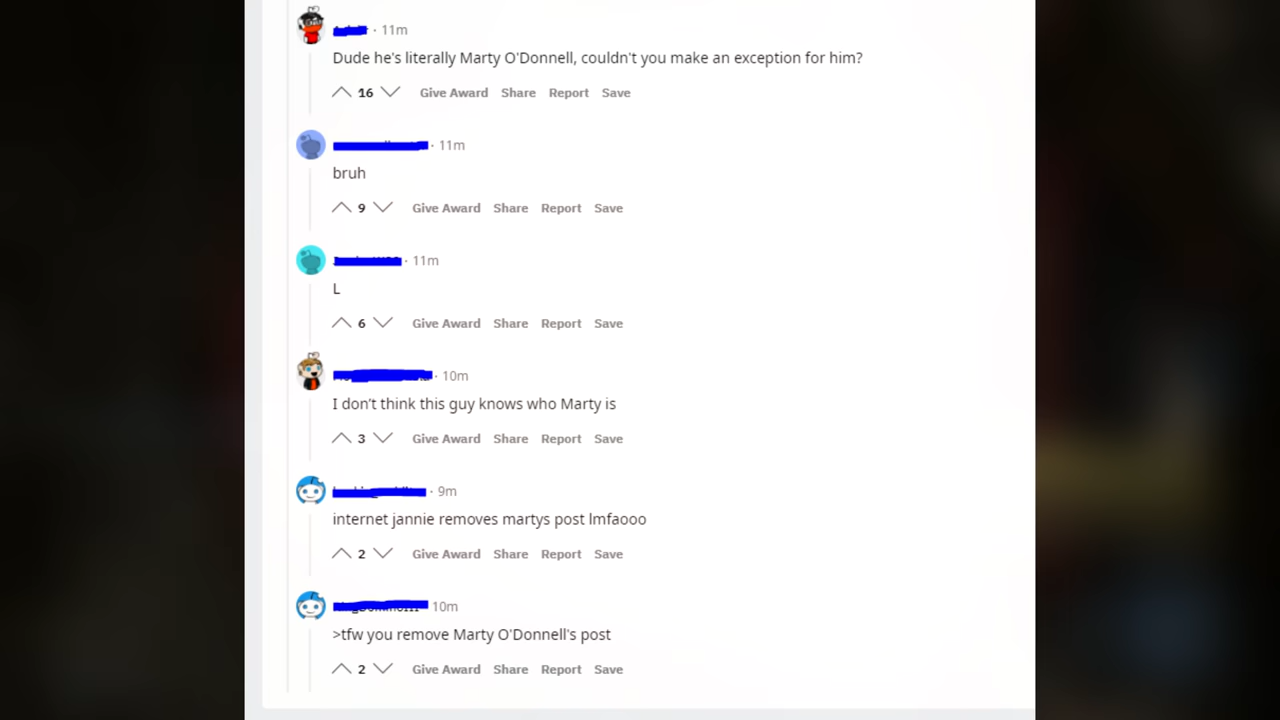 · 11m
Dude he's literally Marty O'Donnell, couldn't you make an exception for him?
16 Give Award Share Report Save
· 11m
bruh
9 Give Award Share Report Save
· 11m
L
6 Give Award Share Report Save
· 10m
I don't think this guy knows who Marty is
3 Give Award Share Report Save
· 9m
internet jannie removes martys post lmfaooo
2 Give Award Share Report Save
10m
>tfw you remove Marty O'Donnell's post
2 Give Award Share Report Save